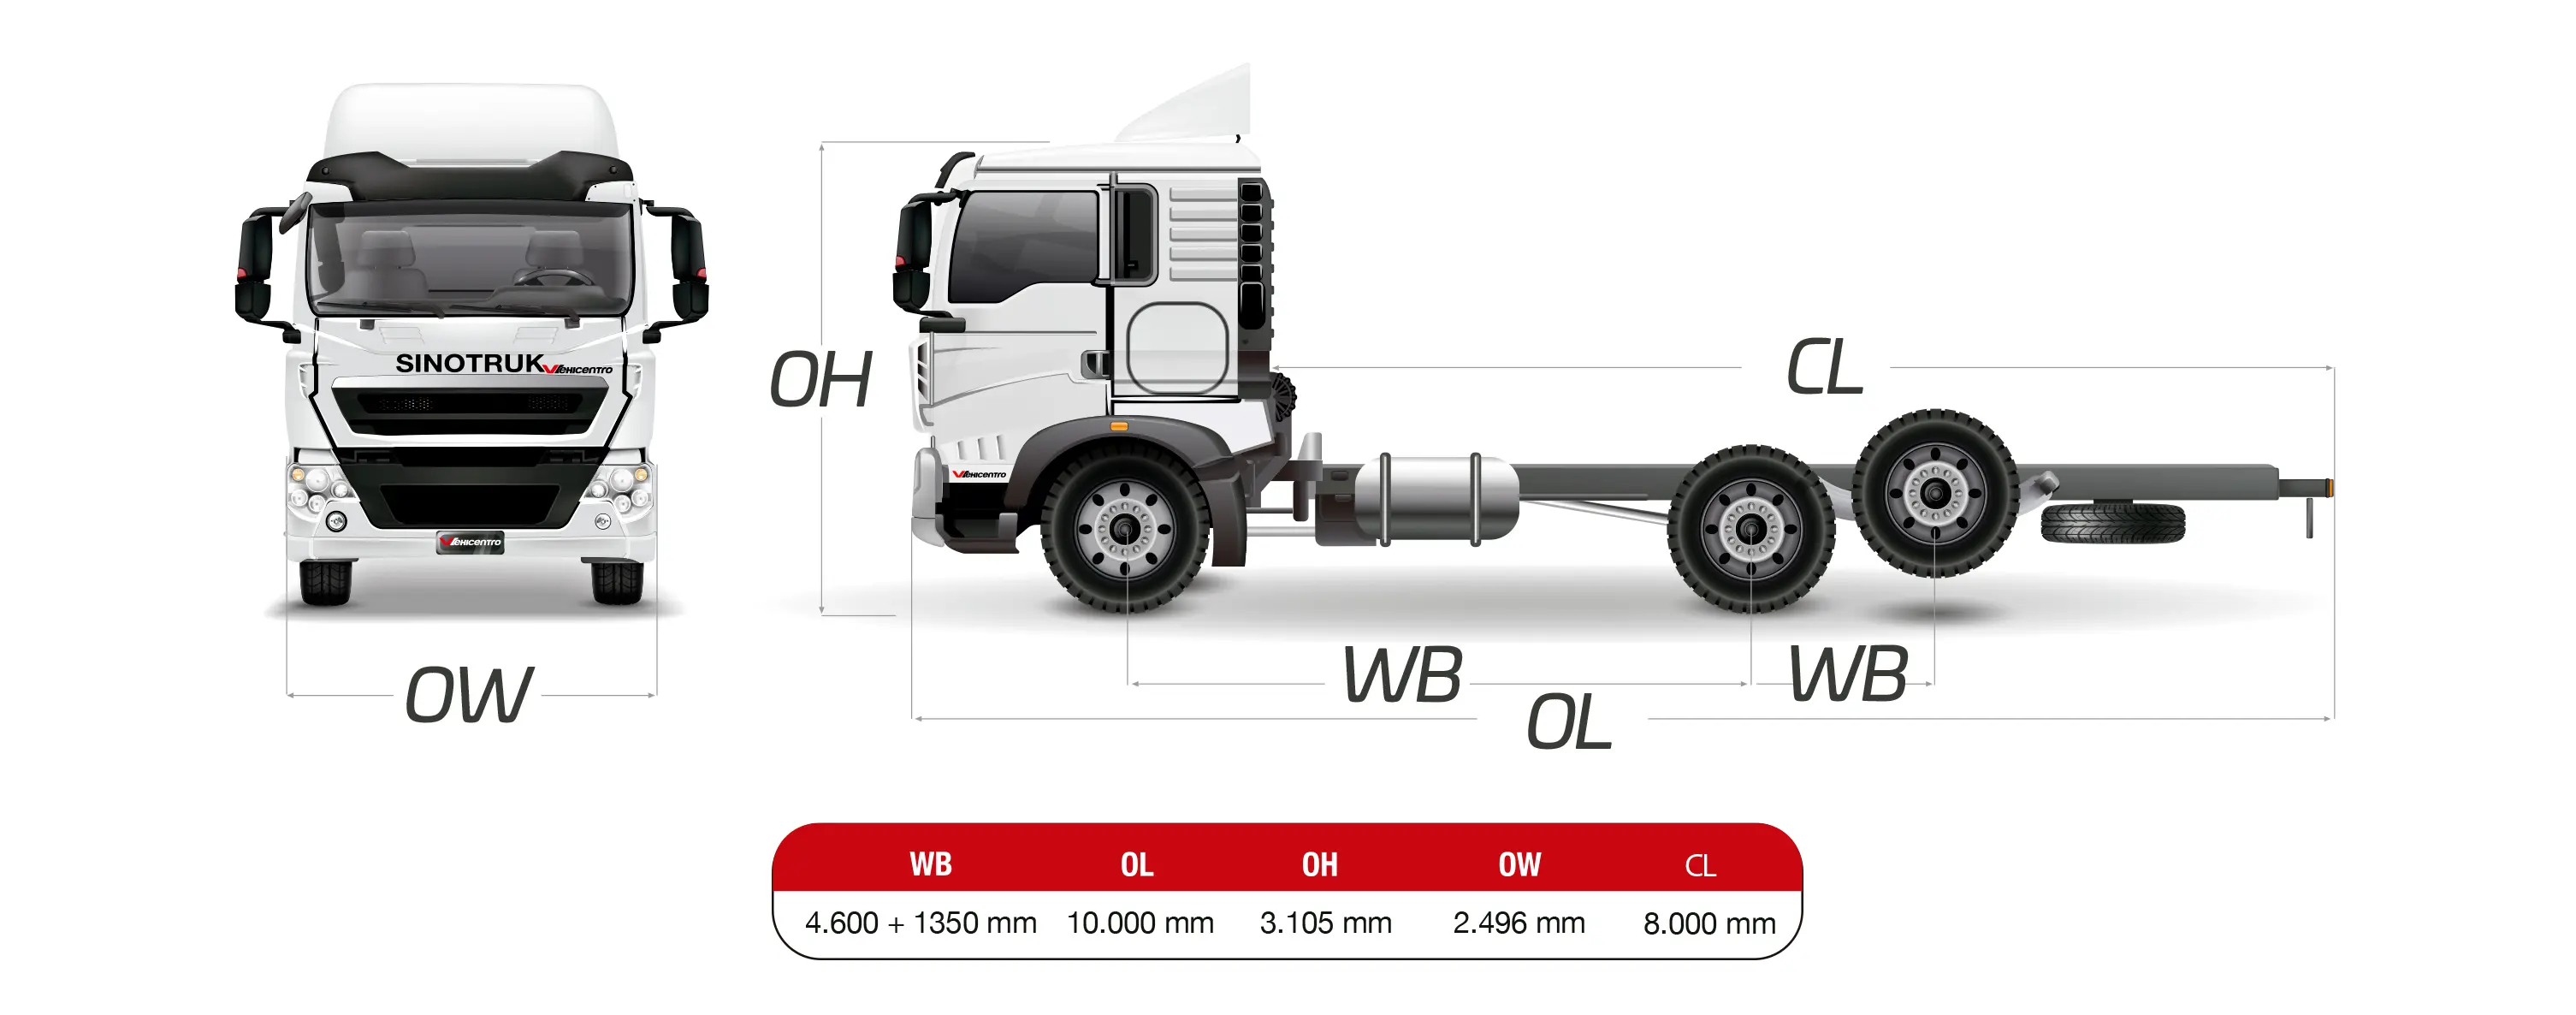 SINOTRUK VEHICENTRO
VEHICENTRO
VEHICENTRO
OH
CL
OW
WB
WB
OL
WB OL OH OW CL
4.600 + 1350 mm 10.000 mm 3.105 mm 2.496 mm 8.000 mm